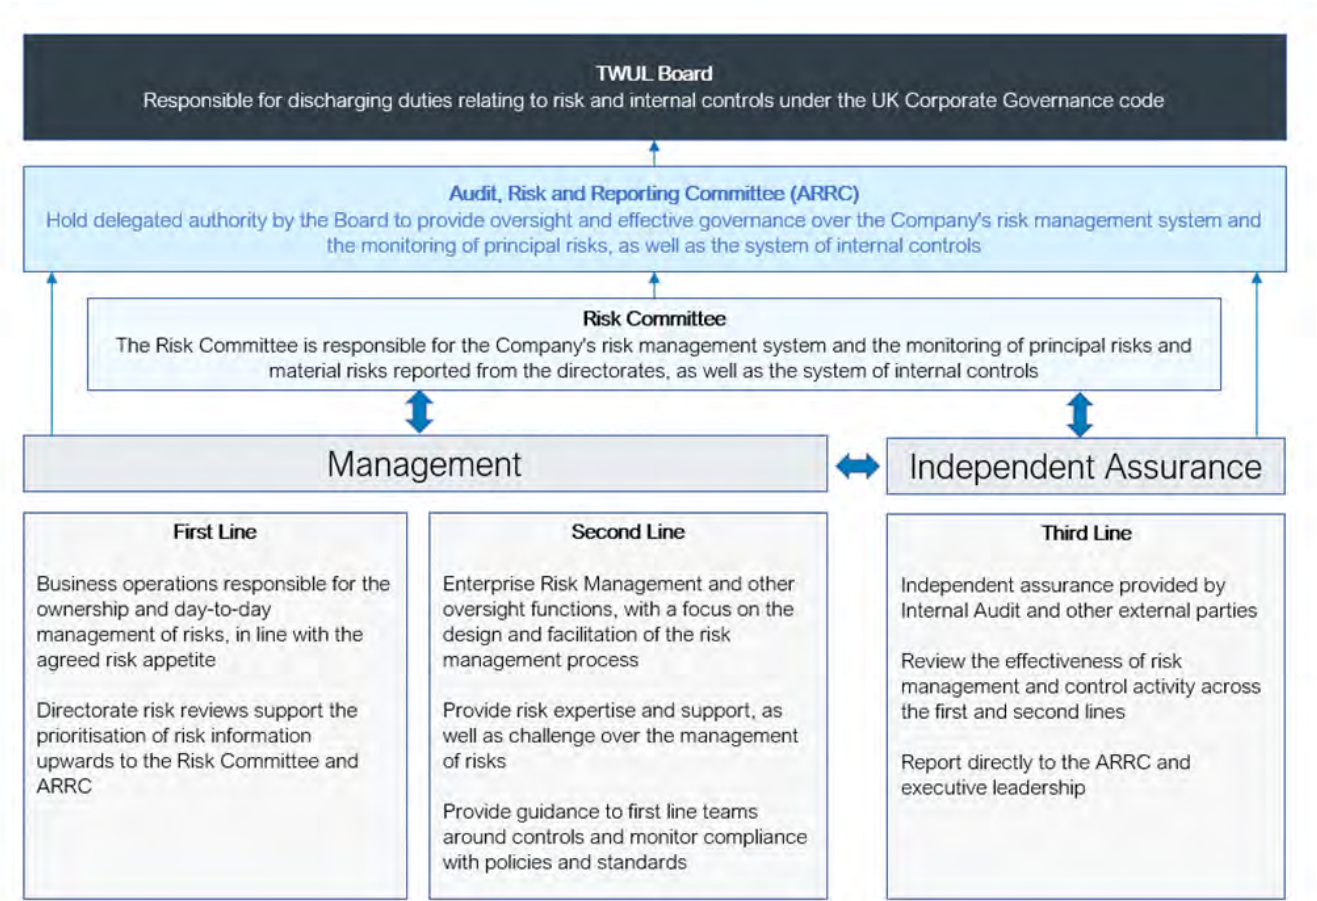 TWUL Board
Responsible for discharging duties relating to risk and internal controls under the UK Corporate Governance code
Audit, Risk and Reporting Committee (ARRC)
Hold delegated authority by the Board to provide oversight and effective governance over the Company's risk management system and
the monitoring of principal risks, as well as the system of internal controls
Risk Committee
The Risk Committee is responsible for the Company's risk management system and the monitoring of principal risks and
material risks reported from the directorates, as well as the system of internal controls
Management
Independent Assurance
First Line
Business operations responsible for the
ownership and day-to-day
management of risks, in line with the
agreed risk appetite
Directorate risk reviews support the
prioritisation of risk information
upwards to the Risk Committee and
ARRC
Second Line
Enterprise Risk Management and other
oversight functions, with a focus on the
design and facilitation of the risk
management process
Provide risk expertise and support, as
well as challenge over the management
of risks
Provide guidance to first line teams
around controls and monitor compliance
with policies and standards
Third Line
Independent assurance provided by
Internal Audit and other external parties
Review the effectiveness of risk
management and control activity across
the first and second lines
Report directly to the ARRC and
executive leadership